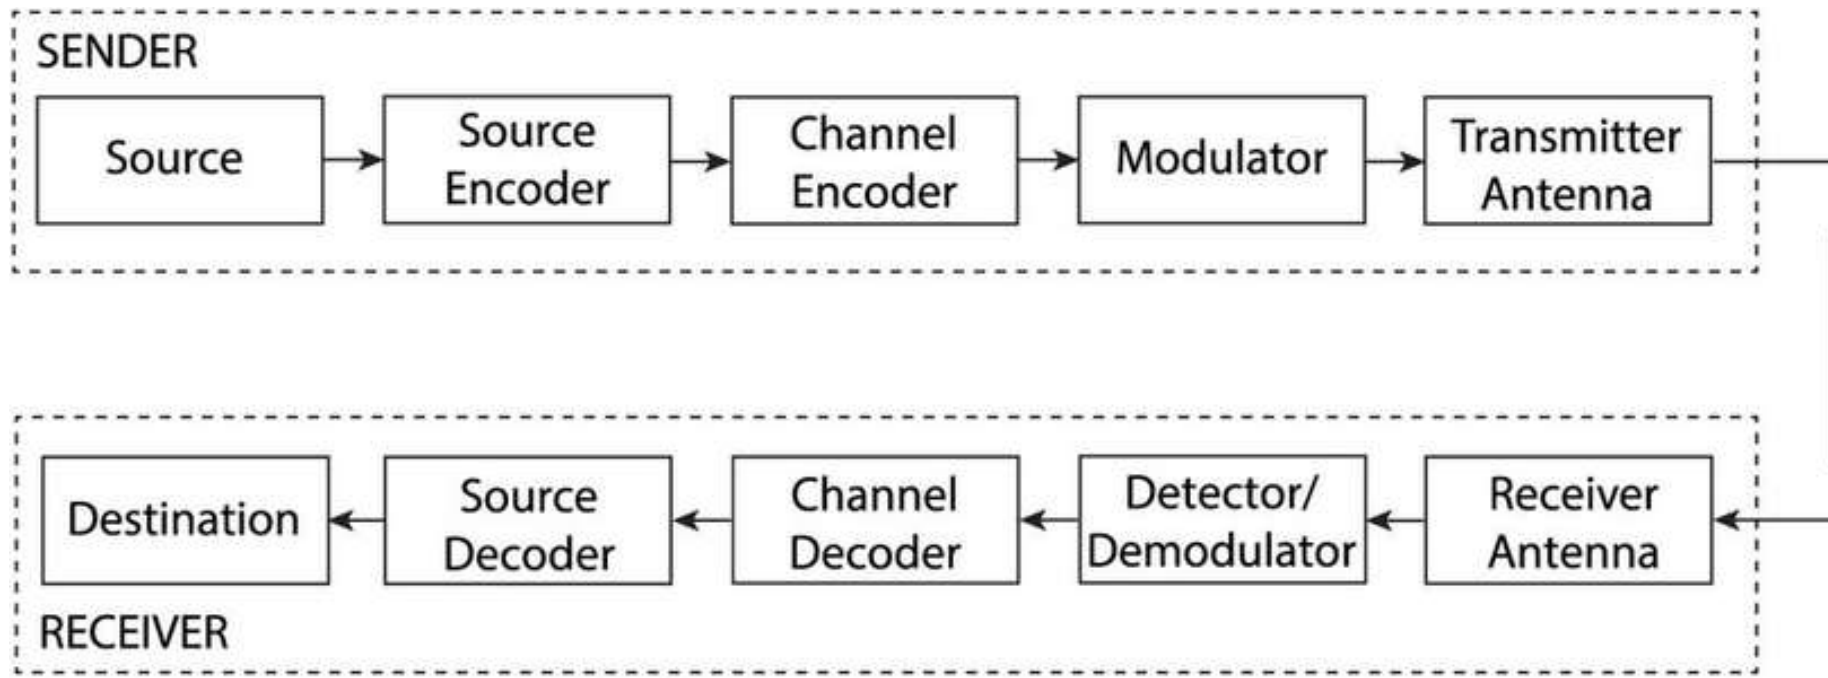 SENDER
Source
Source
Encoder
Channel
Encoder
Modulator
Transmitter
Antenna
Destination
Source
Decoder
Channel
Decoder
Detector/
Demodulator
Receiver
Antenna
RECEIVER